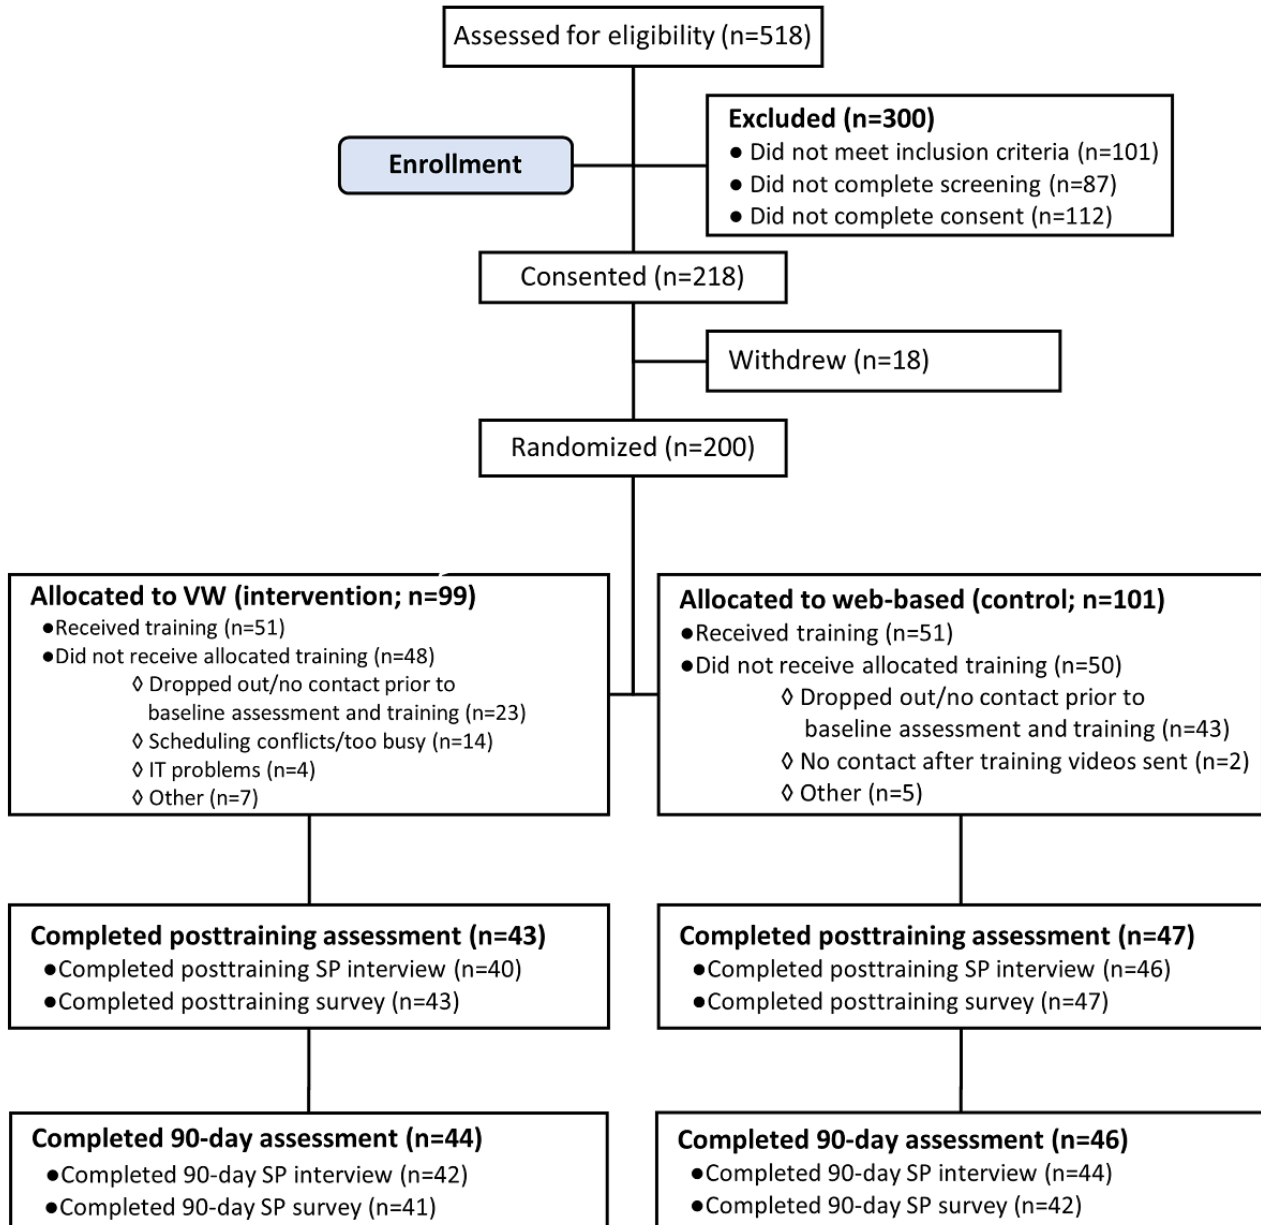 Assessed for eligibility (n=518)
Excluded (n=300)
● Did not meet inclusion criteria (n=101)
● Did not complete screening (n=87)
● Did not complete consent (n=112)
Enrollment
Consented (n=218)
Withdrew (n=18)
Randomized (n=200)
Allocated to VW (intervention; n=99)
●Received training (n=51)
●Did not receive allocated training (n=48)
◊ Dropped out/no contact prior to
baseline assessment and training (n=23)
◊ Scheduling conflicts/too busy (n=14)
◊ IT problems (n=4)
◊ Other (n=7)
Allocated to web-based (control; n=101)
●Received training (n=51)
●Did not receive allocated training (n=50)
◊ Dropped out/no contact prior to
baseline assessment and training (n=43)
◊ No contact after training videos sent (n=2)
◊ Other (n=5)
Completed posttraining assessment (n=43)
●Completed posttraining SP interview (n=40)
●Completed posttraining survey (n=43)
Completed posttraining assessment (n=47)
●Completed posttraining SP interview (n=46)
●Completed posttraining survey (n=47)
Completed 90-day assessment (n=44)
●Completed 90-day SP interview (n=42)
●Completed 90-day SP survey (n=41)
Completed 90-day assessment (n=46)
●Completed 90-day SP interview (n=44)
●Completed 90-day SP survey (n=42)